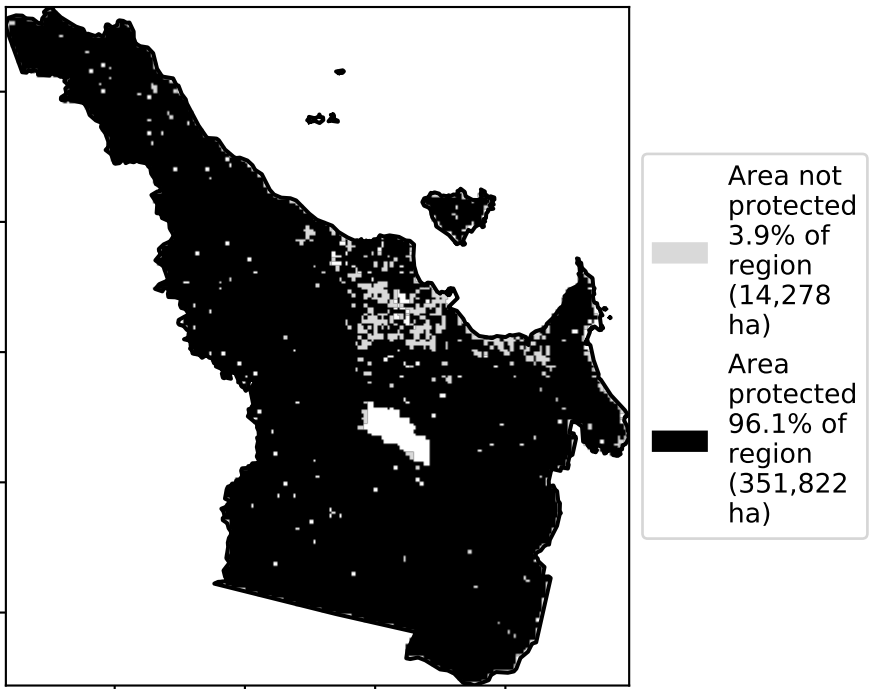 Area not
protected
3.9% of
region
(14,278
ha)
Area
protected
96.1% of
region
(351,822
ha)